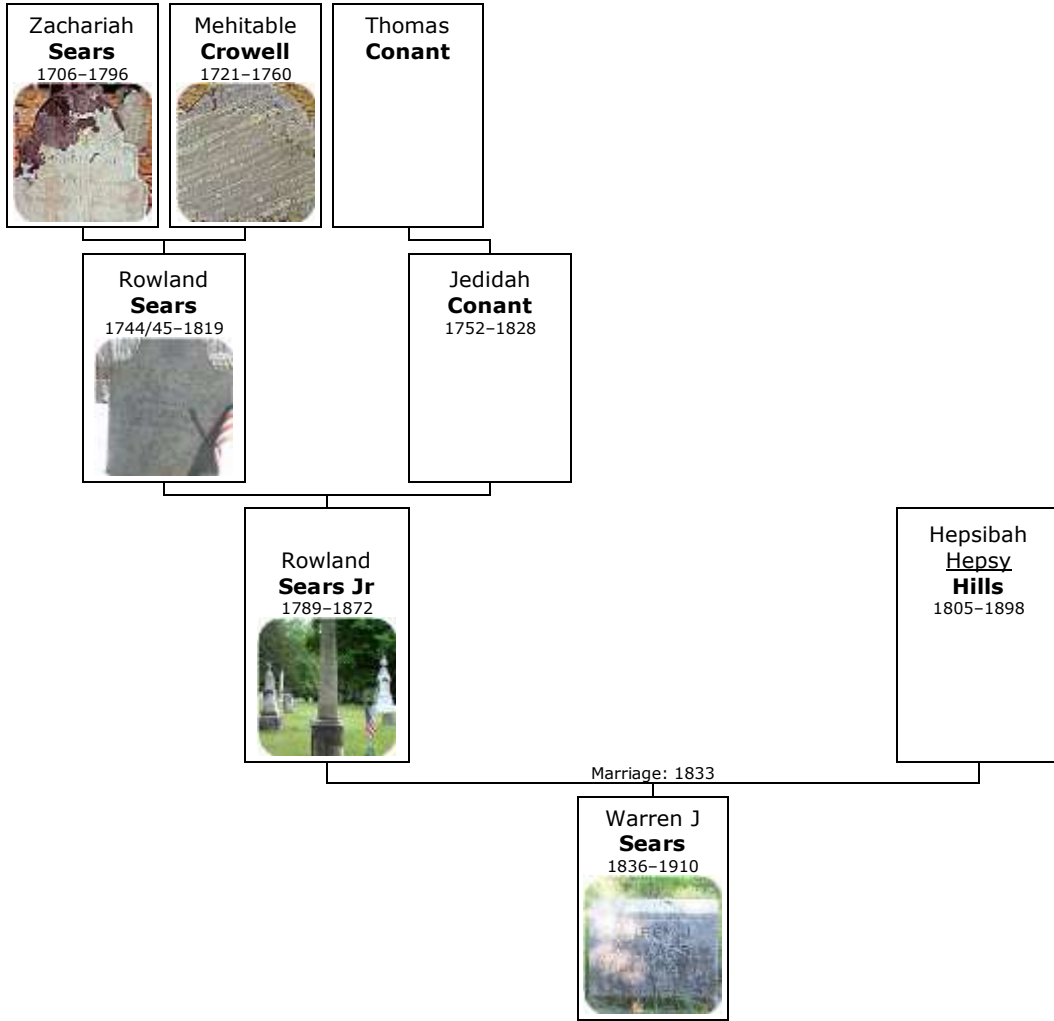 Zachariah
Sears
1706–1796
Mehitable
Crowell
1721–1760
Thomas
Conant
Rowland
Sears
1744/45–1819
Jedidah
Conant
1752–1828
Rowland
Sears Jr
1789–1872
Hepsibah
Hepsy
Hills
1805–1898
Marriage: 1833
Warren J
Sears
1836–1910